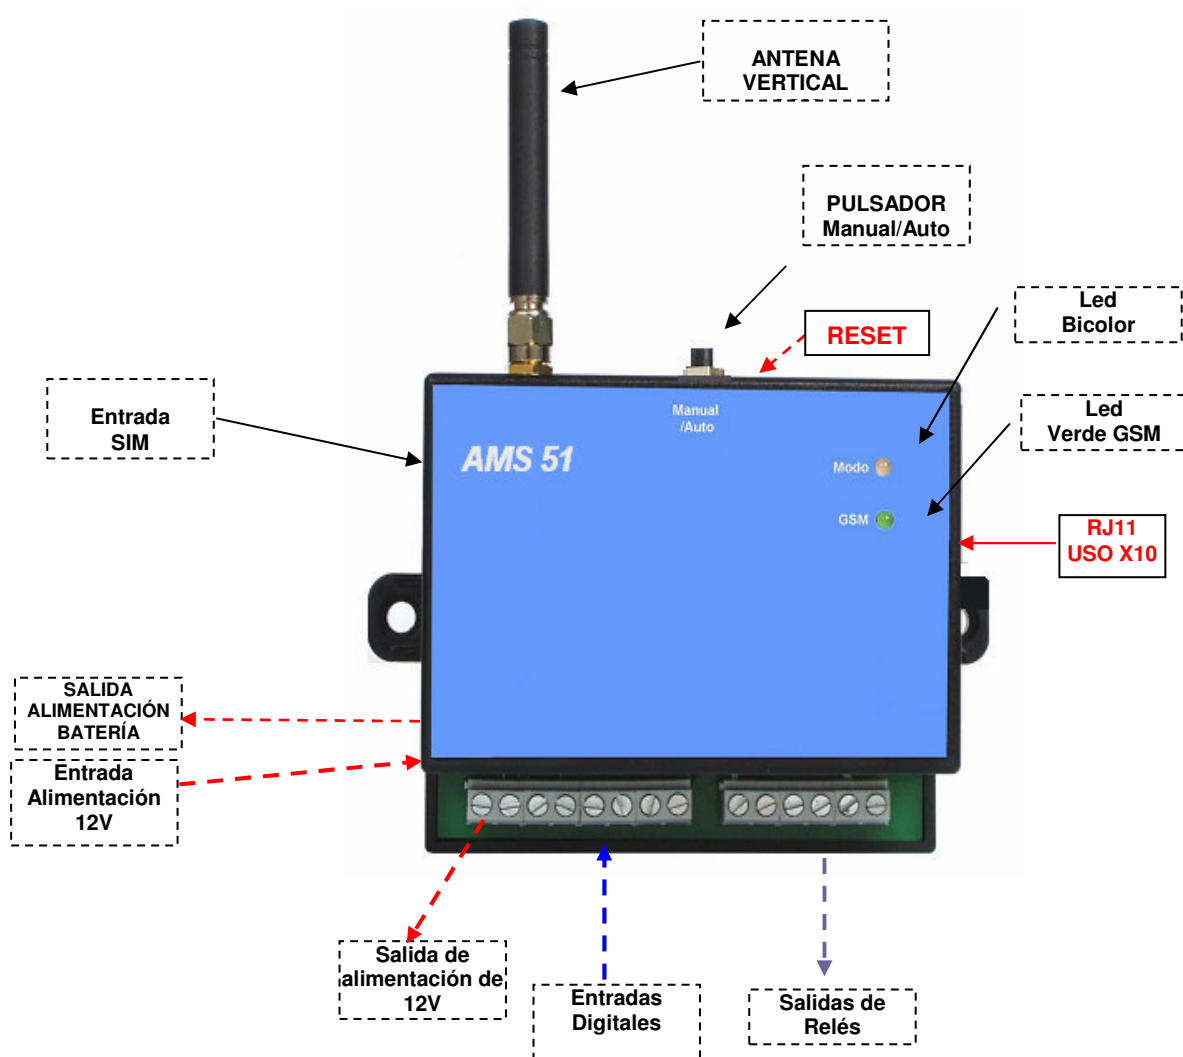 ANTENA
VERTICAL
PULSADOR
Manual/Auto
Led
Bicolor
RESET
Entrada
SIM
Manual
/Auto
Led
Verde GSM
AMS 51
Modo
GSM
RJ11
USO X10
SALIDA
ALIMENTACIÓN
BATERÍA
Entrada
Alimentación
12V
Salida de
alimentación de
12V
Entradas
Digitales
Salidas de
Relés